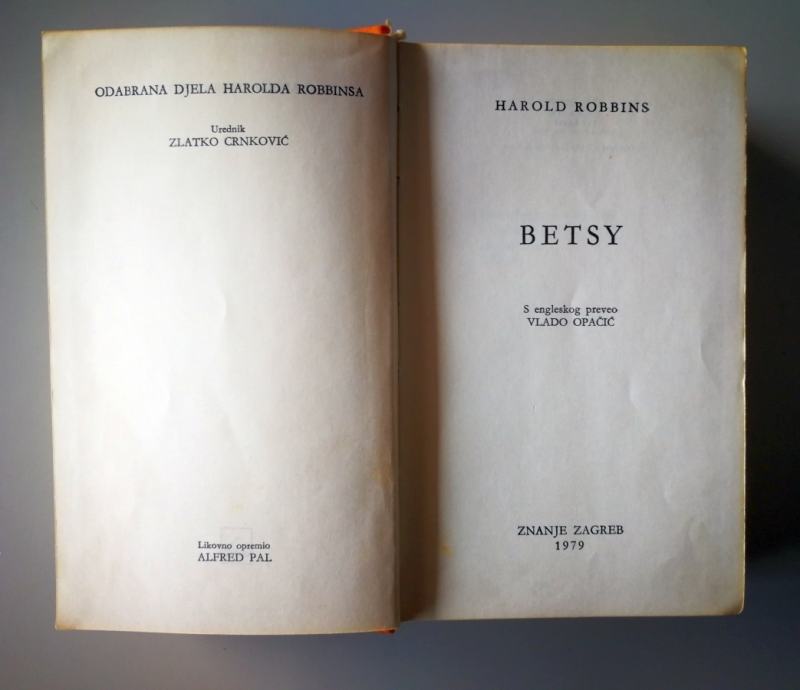 ODABRANA DJELA HAROLDA ROBBINSA
Urednik
ZLATKO CRNKOVIĆ
Likovno opremio
ALFRED PAL
HAROLD ROBBINS
BETSY
S engleskog preveo
VLADO OPAČIĆ
ZNANJE ZAGREB
1979